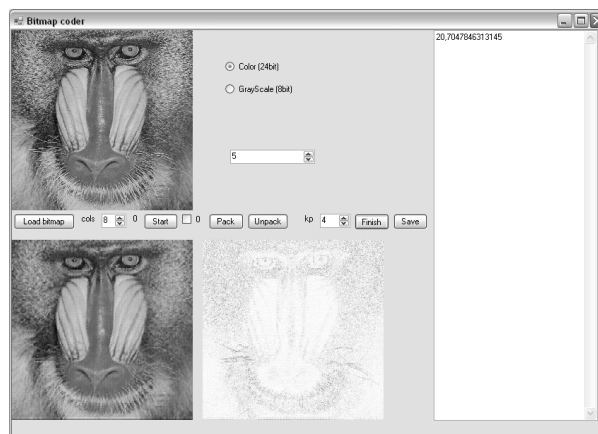 Bitmap coder
20,7047846313145
Color (24bit)
GrayScale (8bit)
5
Load bitmap cols 8 0 Start 0 Pack Unpack kp 4 Finish Save